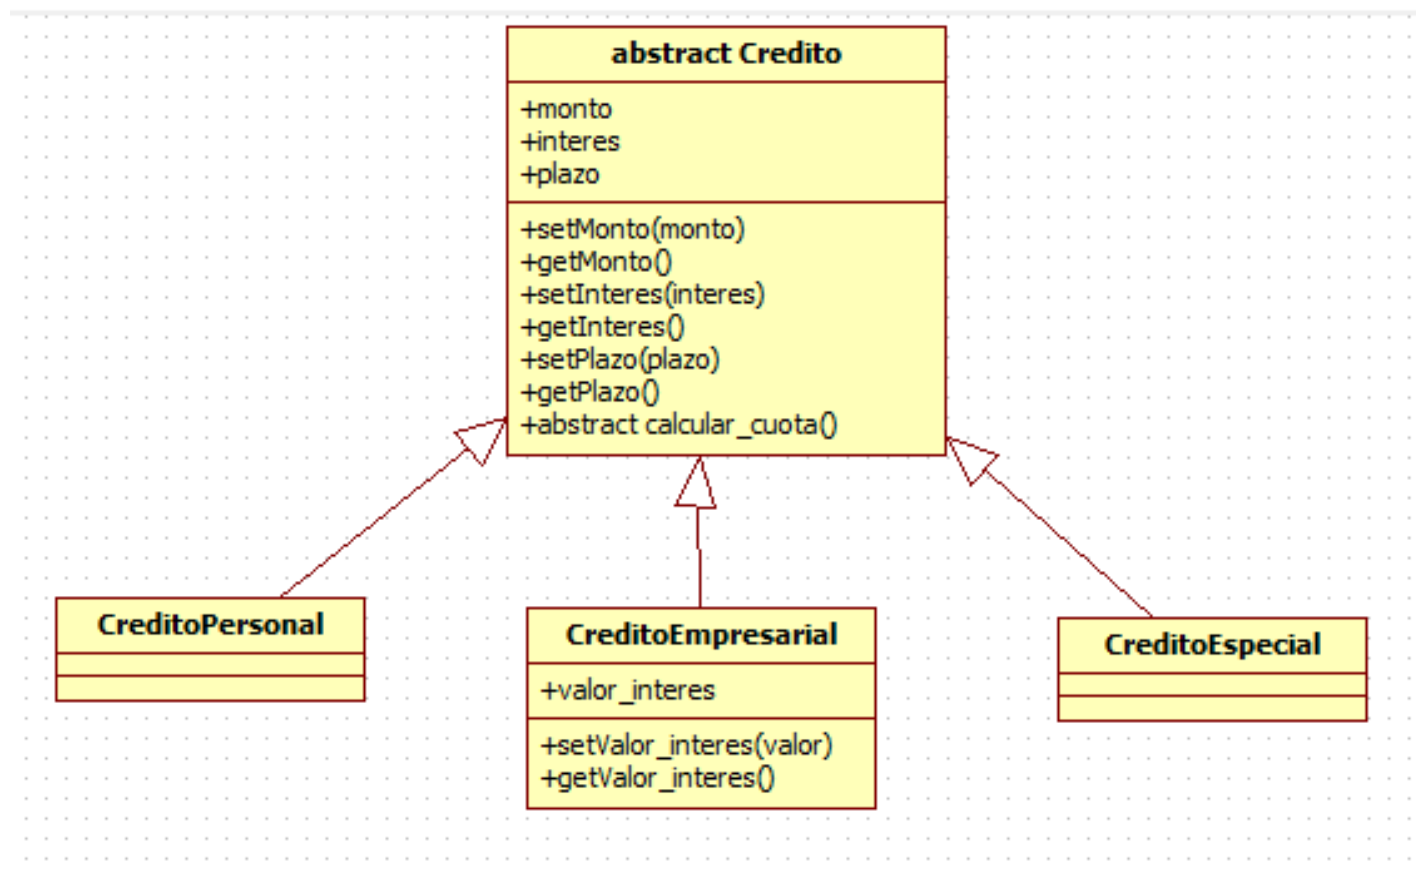 abstract Credito
+monto
+interes
+plazo
+setMonto(monto)
+getMonto()
+setInteres(interes)
+getInteres()
+setPlazo(plazo)
+getPlazo()
+abstract calcular_cuota()
CreditoPersonal
CreditoEmpresarial
+valor_interes
+setValor_interes(valor)
+getValor_interes()
CreditoEspecial